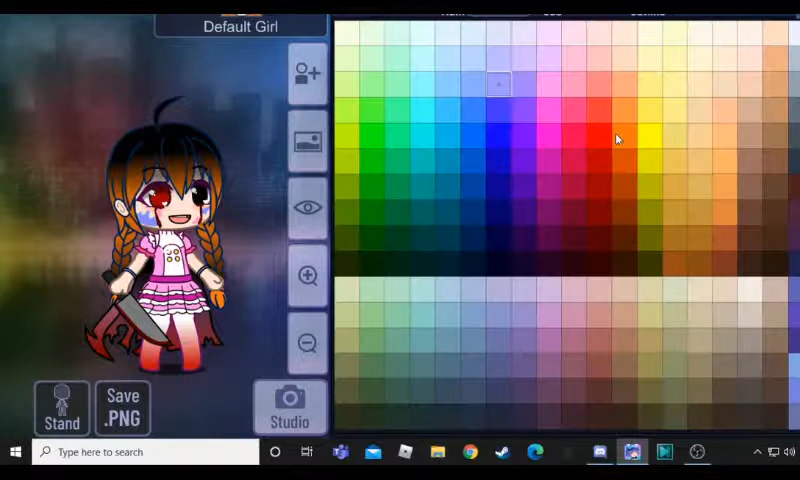 Default Girl
Stand
Save
.PNG
Studio
Type here to search